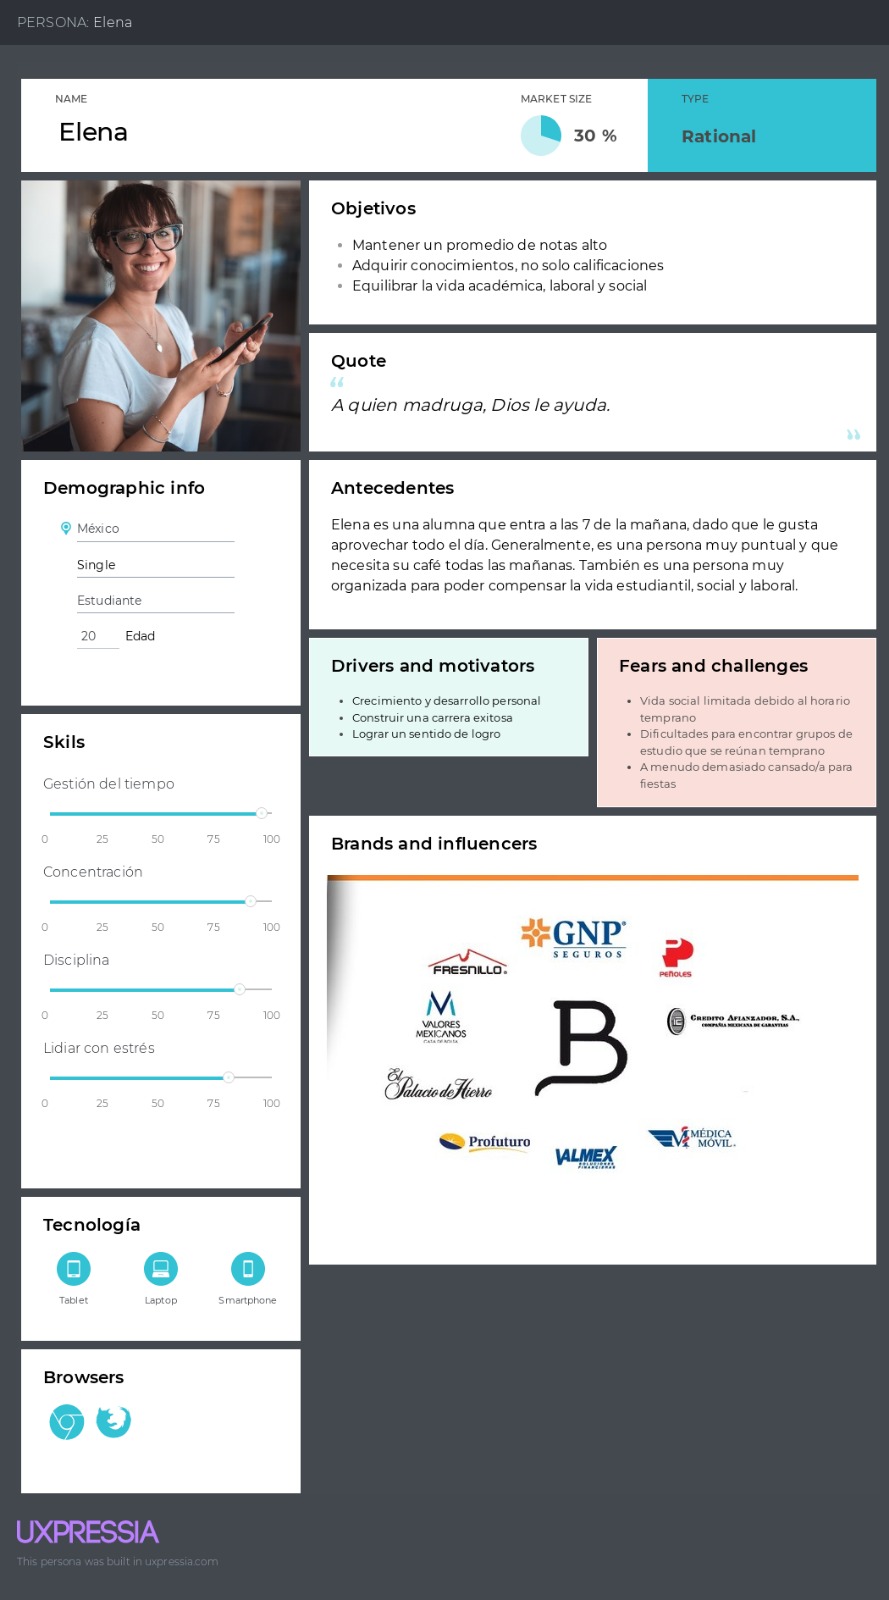 PERSONA: Elena
NAME
Elena
MARKET SIZE
30 %
TYPE
Rational
Objetivos
Mantener un promedio de notas alto
Adquirir conocimientos, no solo calificaciones
Equilibrar la vida académica, laboral y social
Quote
“
A quien madruga, Dios le ayuda.
”
Demographic info
México
Single
Estudiante
20 Edad
Antecedentes
Elena es una alumna que entra a las 7 de la mañana, dado que le gusta
aprovechar todo el día. Generalmente, es una persona muy puntual y que
necesita su café todas las mañanas. También es una persona muy
organizada para poder compensar la vida estudiantil, social y laboral.
Drivers and motivators
Crecimiento y desarrollo personal
Construir una carrera exitosa
Lograr un sentido de logro
Fears and challenges
Vida social limitada debido al horario
temprano
Dificultades para encontrar grupos de
estudio que se reúnan temprano
A menudo demasiado cansado/a para
fiestas
Skils
Gestión del tiempo
0 25 50 75 100
Concentración
0 25 50 75 100
Disciplina
0 25 50 75 100
Lidiar con estrés
0 25 50 75 100
Brands and influencers
GNP
SEGUROS
FRESNILLO
PEÑOLES
VALORES
MEXICANOS
CASA DE BOLSA
B
CREDITO AFIANZADOR, S.A.,
COMPAÑIA MEXICANA DE GARANTIAS
El
Palacio de Hierro
Profuturo
VALMEX
SOLUCIONES
FINANCIERAS
MÉDICA
MÓVIL
Tecnología
Tablet
Laptop
Smartphone
Browsers
UXPRESSIA
This persona was built in uxpressia.com